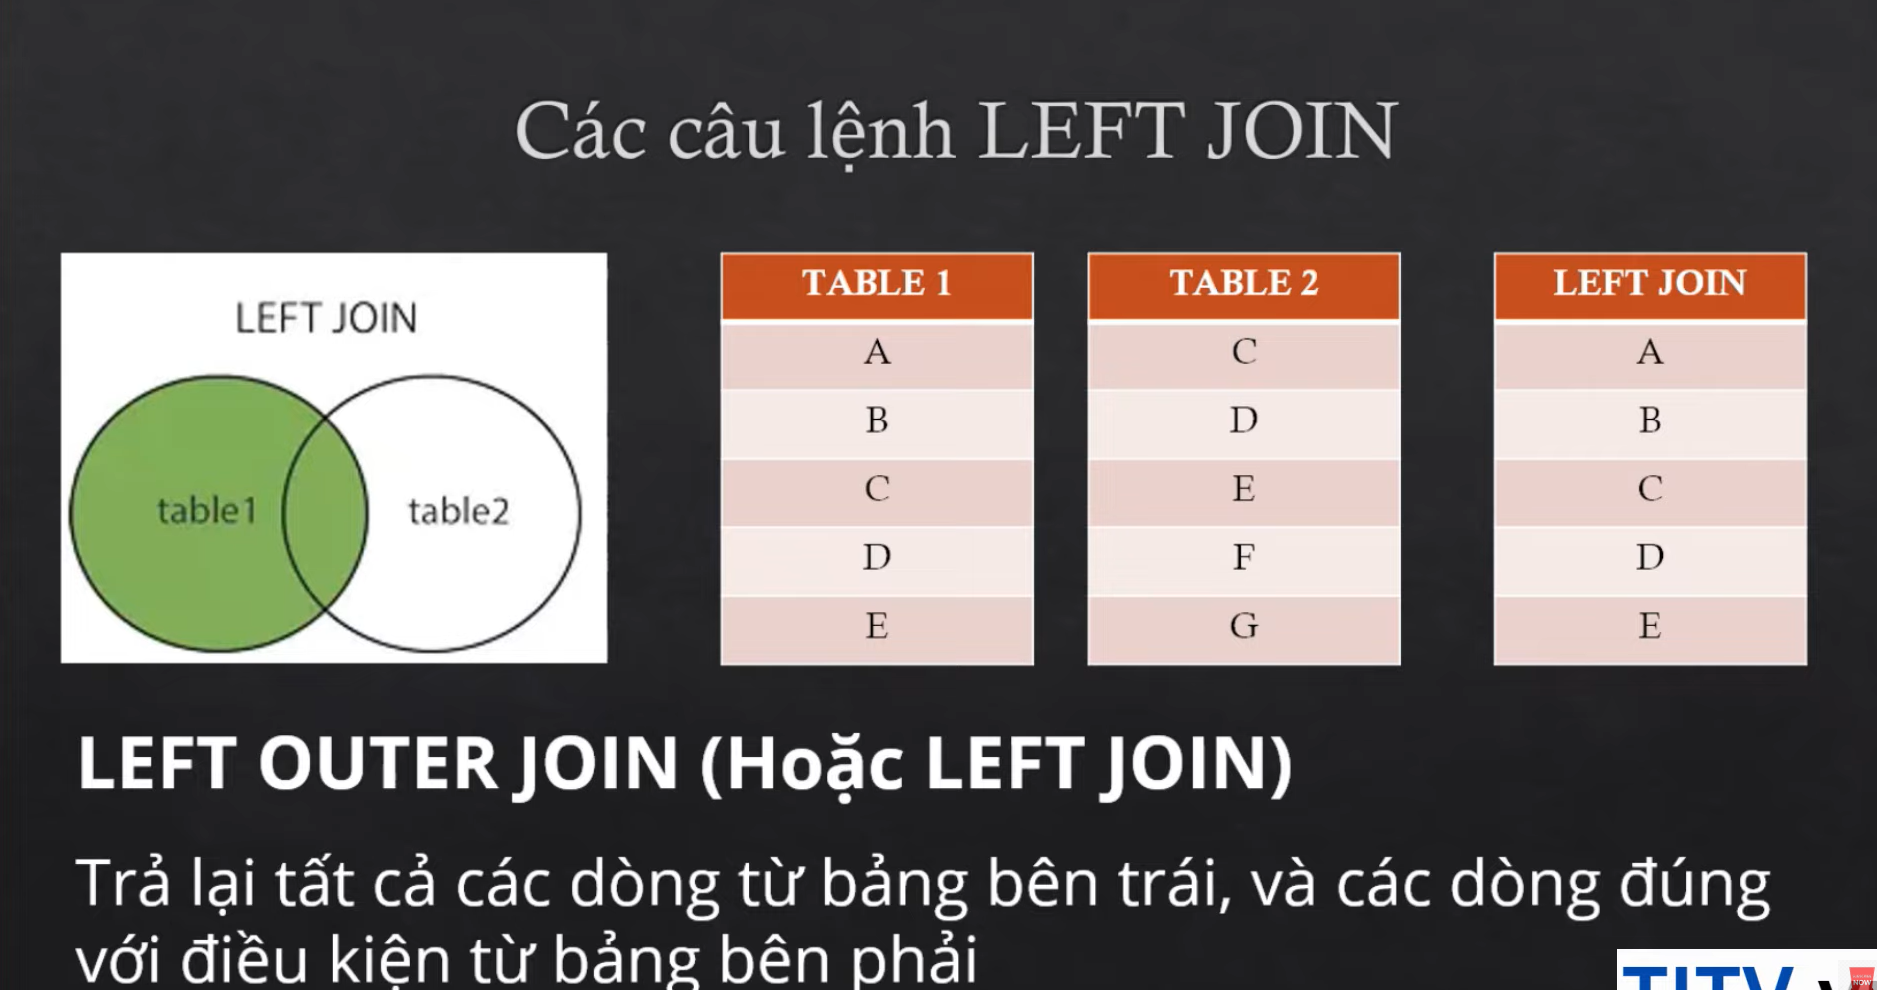 Các câu lệnh LEFT JOIN
LEFT JOIN
table1
table2
TABLE 1
A
B
C
D
E
TABLE 2
C
D
E
F
G
LEFT JOIN
A
B
C
D
E
LEFT OUTER JOIN (Hoặc LEFT JOIN)
Trả lại tất cả các dòng từ bảng bên trái, và các dòng đúng
với điều kiện từ bảng bên phải
TITV
NOW